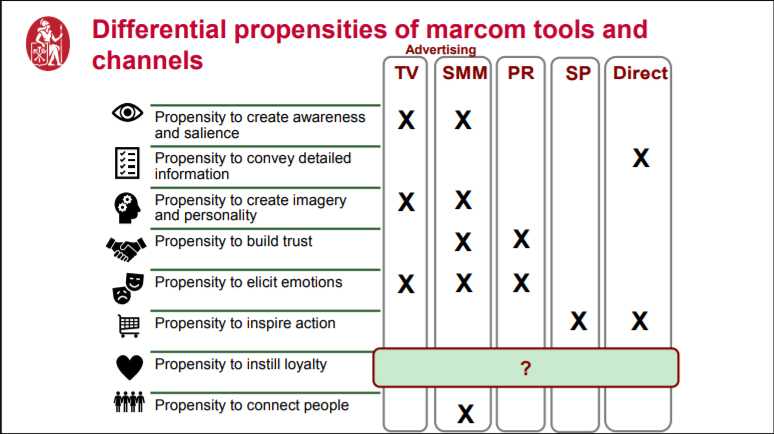 Differential propensities of marcom tools and
channels
Advertising
TV SMM PR SP Direct
Propensity to create awareness
and salience
X X
Propensity to convey detailed
information
X
Propensity to create imagery
and personality
X X
Propensity to build trust
X X
Propensity to elicit emotions
X X X
Propensity to inspire action
X X
Propensity to instill loyalty
?
Propensity to connect people
X